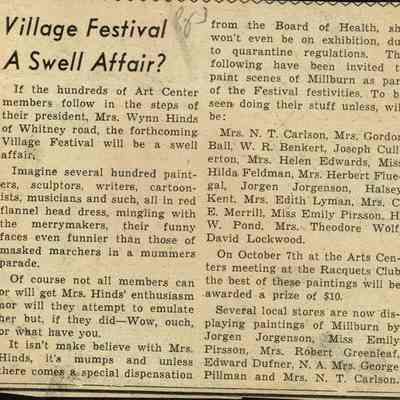 Village Festival
A Swell Affair?
If the hundreds of Art Center
members follow in the steps of
their president, Mrs. Wynn Hinds
of Whitney road, the forthcoming
Village Festival will be a swell
affair.
Imagine several hundred paint-
ers, sculptors, writers, cartoon-
ists, musicians and such, all in red
flannel head dress, mingling with
the merrymakers, their funny
faces even funnier than those of
masked marchers in a mummers
parade.
Of course not all members can
or will get Mrs. Hinds' enthusiasm
nor will they attempt to emulate
her but, if they did—Wow, ouch,
or what have you.
It isn't make believe with Mrs.
Hinds, it's mumps and unless
there comes a special dispensation
from the Board of Health, sh
won't even be on exhibition, du
to quarantine regulations. Th
following have been invited t
paint scenes of Millburn as par
of the Festival festivities. To b
seen doing their stuff unless, wil
be:
Mrs. N. T. Carlson, Mrs. Gordon
Ball, W. R. Benkert, Joseph Cull
erton, Mrs. Helen Edwards, Miss
Hilda Feldman, Mrs. Herbert Flue-
gal, Jorgen Jorgenson, Halsey
Kent, Mrs. Edith Lyman, Mrs. C
E. Merrill, Miss Emily Pirsson, H
W. Pond, Mrs. Theodore Wolf
David Lockwood.
On October 7th at the Arts Cen-
ters meeting at the Racquets Club
the best of these paintings will be
awarded a prize of $10.
Several local stores are now dis-
playing paintings of Millburn by
Jorgen Jorgenson, Miss Emily
Pirsson, Mrs. Robert Greenleaf,
Edward Dufner, N. A. Mrs. George
Pillman and Mrs. N. T. Carlson.